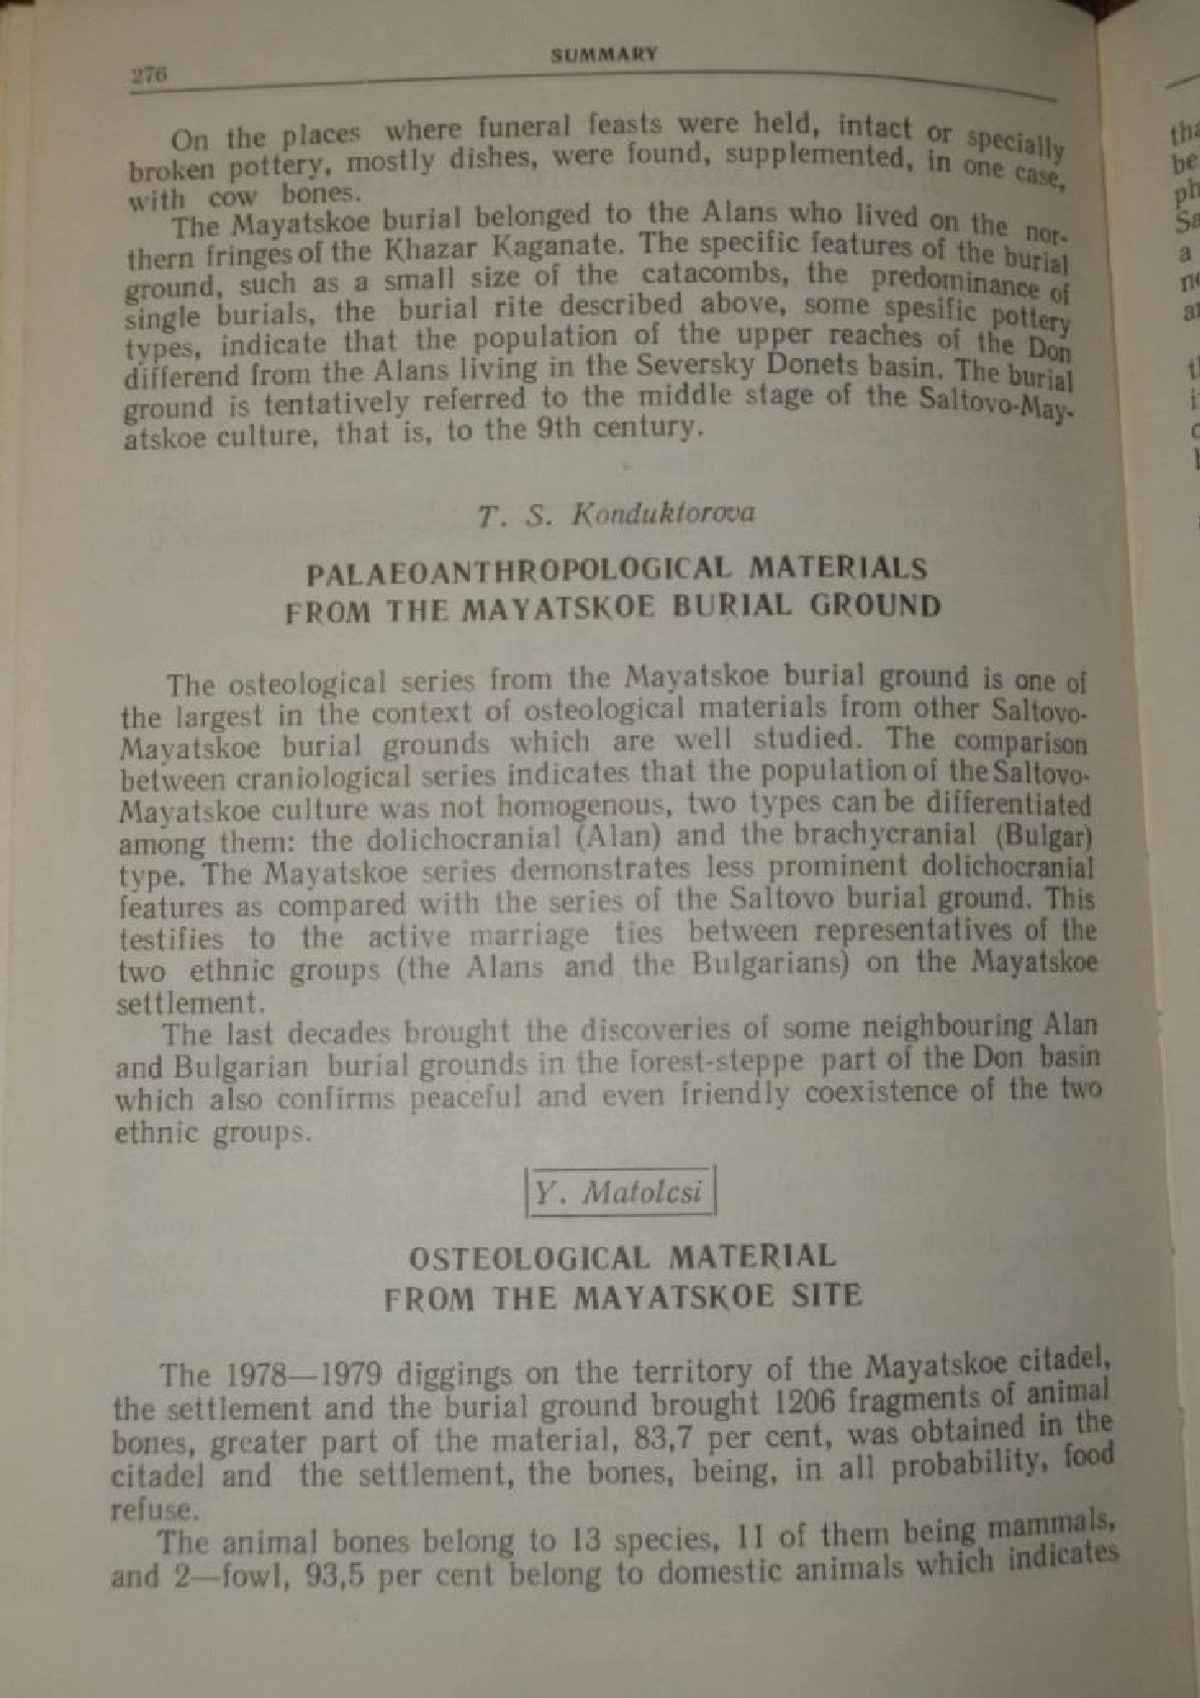 276
SUMMARY
On the places where funeral feasts were held, intact or specially
broken pottery, mostly dishes, were found, supplemented, in one case,
with cow bones.
The Mayatskoe burial belonged to the Alans who lived on the nor-
thern fringes of the Khazar Kaganate. The specific features of the burial
ground, such as a small size of the catacombs, the predominance of
single burials, the burial rite described above, some spesific pottery
types, indicate that the population of the upper reaches of the Don
differend from the Alans living in the Seversky Donets basin. The burial
ground is tentatively referred to the middle stage of the Saltovo-May-
atskoe culture, that is, to the 9th century.
T. S. Konduktorova
PALAEOANTHROPOLOGICAL MATERIALS
FROM THE MAYATSKOE BURIAL GROUND
The osteological series from the Mayatskoe burial ground is one of
the largest in the context of osteological materials from other Saltovo-
Mayatskoe burial grounds which are well studied. The comparison
between craniological series indicates that the population of the Saltovo-
Mayatskoe culture was not homogenous, two types can be differentiated
among them: the dolichocranial (Alan) and the brachycranial (Bulgar)
type. The Mayatskoe series demonstrates less prominent dolichocranial
features as compared with the series of the Saltovo burial ground. This
testifies to the active marriage ties between representatives of the
two ethnic groups (the Alans and the Bulgarians) on the Mayatskoe
settlement.
The last decades brought the discoveries of some neighbouring Alan
and Bulgarian burial grounds in the forest-steppe part of the Don basin
which also confirms peaceful and even friendly coexistence of the two
ethnic groups.
Y. Matolcsi
OSTEOLOGICAL MATERIAL
FROM THE MAYATSKOE SITE
The 1978—1979 diggings on the territory of the Mayatskoe citadel,
the settlement and the burial ground brought 1206 fragments of animal
bones, greater part of the material, 83,7 per cent, was obtained in the
citadel and the settlement, the bones, being, in all probability, food
refuse.
The animal bones belong to 13 species, 11 of them being mammals,
and 2—fowl, 93,5 per cent belong to domestic animals which indicates